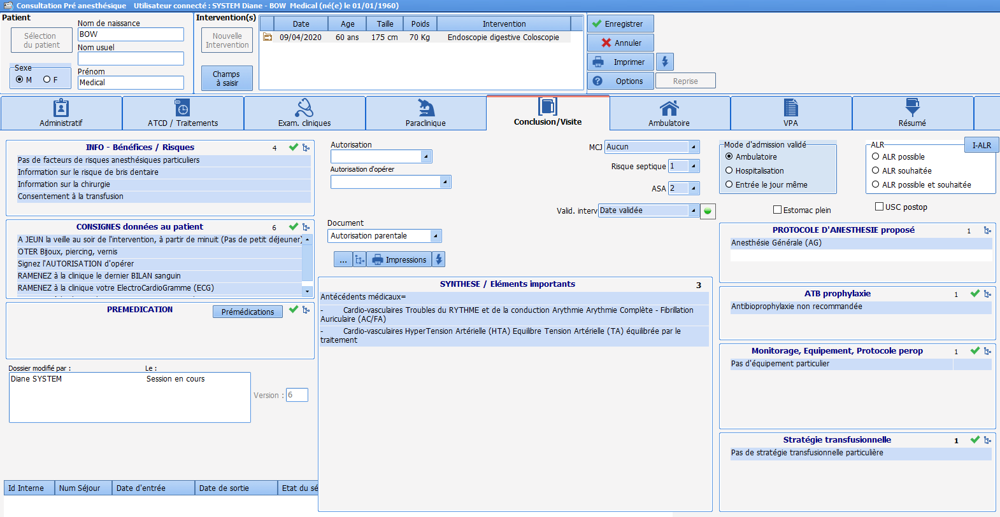 Consultation Pré anesthésique    Utilisateur connecté : SYSTEM Diane - BOW  Medical (né(e) le 01/01/1960)
Patient
Sélection
du patient
Nom de naissance
BOW
Nom usuel
Sexe
M
F
Prénom
Medical
Intervention(s)
Nouvelle
Intervention
Champs
à saisir
Date Age Taille Poids Intervention
09/04/2020 60 ans 175 cm 70 Kg Endoscopie digestive Coloscopie
Enregistrer
Annuler
Imprimer
Options
Reprise
Administratif
ATCD / Traitements
Exam. cliniques
Paraclinique
Conclusion/Visite
Ambulatoire
VPA
Résumé
INFO - Bénéfices / Risques 4
Pas de facteurs de risques anesthésiques particuliers
Information sur le risque de bris dentaire
Information sur la chirurgie
Consentement à la transfusion
CONSIGNES données au patient 6
A JEUN la veille au soir de l'intervention, à partir de minuit (Pas de petit déjeuner)
OTER Bijoux, piercing, vernis
Signez l'AUTORISATION d'opérer
RAMENEZ à la clinique le dernier BILAN sanguin
RAMENEZ à la clinique votre ElectroCardioGramme (ECG)
PREMEDICATION
Prémédications
Dossier modifié par : Le :
Diane SYSTEM Session en cours
Version : 6
Id Interne Num Séjour Date d'entrée Date de sortie Etat du sé
Autorisation
Autorisation d'opérer
MCJ Aucun
Risque septique 1
ASA 2
Valid. interv Date validée
Document
Autorisation parentale
...
Impressions
SYNTHESE / Eléments importants 3
Antécédents médicaux=
- Cardio-vasculaires Troubles du RYTHME et de la conduction Arythmie Arythmie Complète - Fibrillation
Auriculaire (AC/FA)
- Cardio-vasculaires HyperTension Artérielle (HTA) Equilibre Tension Artérielle (TA) équilibrée par le
traitement
Mode d'admission validé
Ambulatoire
Hospitalisation
Entrée le jour même
ALR
I-ALR
ALR possible
ALR souhaitée
ALR possible et souhaitée
Estomac plein
USC postop
PROTOCOLE D'ANESTHESIE proposé 1
Anesthésie Générale (AG)
ATB prophylaxie 1
Antibioprophylaxie non recommandée
Monitorage, Equipement, Protocole perop 1
Pas d'équipement particulier
Stratégie transfusionnelle 1
Pas de stratégie transfusionnelle particulière